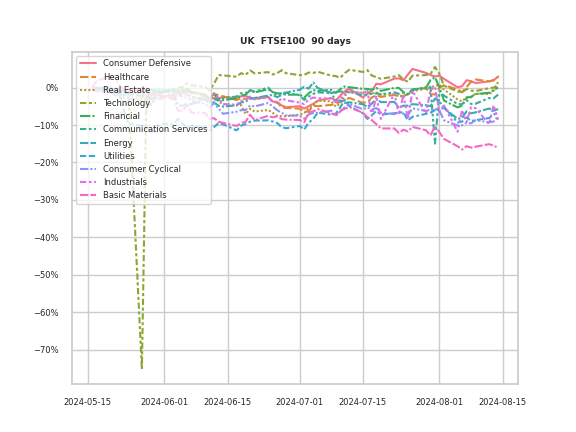 UK FTSE100 90 days
Consumer Defensive
Healthcare
Real Estate
Technology
Financial
Communication Services
Energy
Utilities
Consumer Cyclical
Industrials
Basic Materials
0%
−10%
−20%
−30%
−40%
−50%
−60%
−70%
2024-05-15 2024-06-01 2024-06-15 2024-07-01 2024-07-15 2024-08-01 2024-08-15